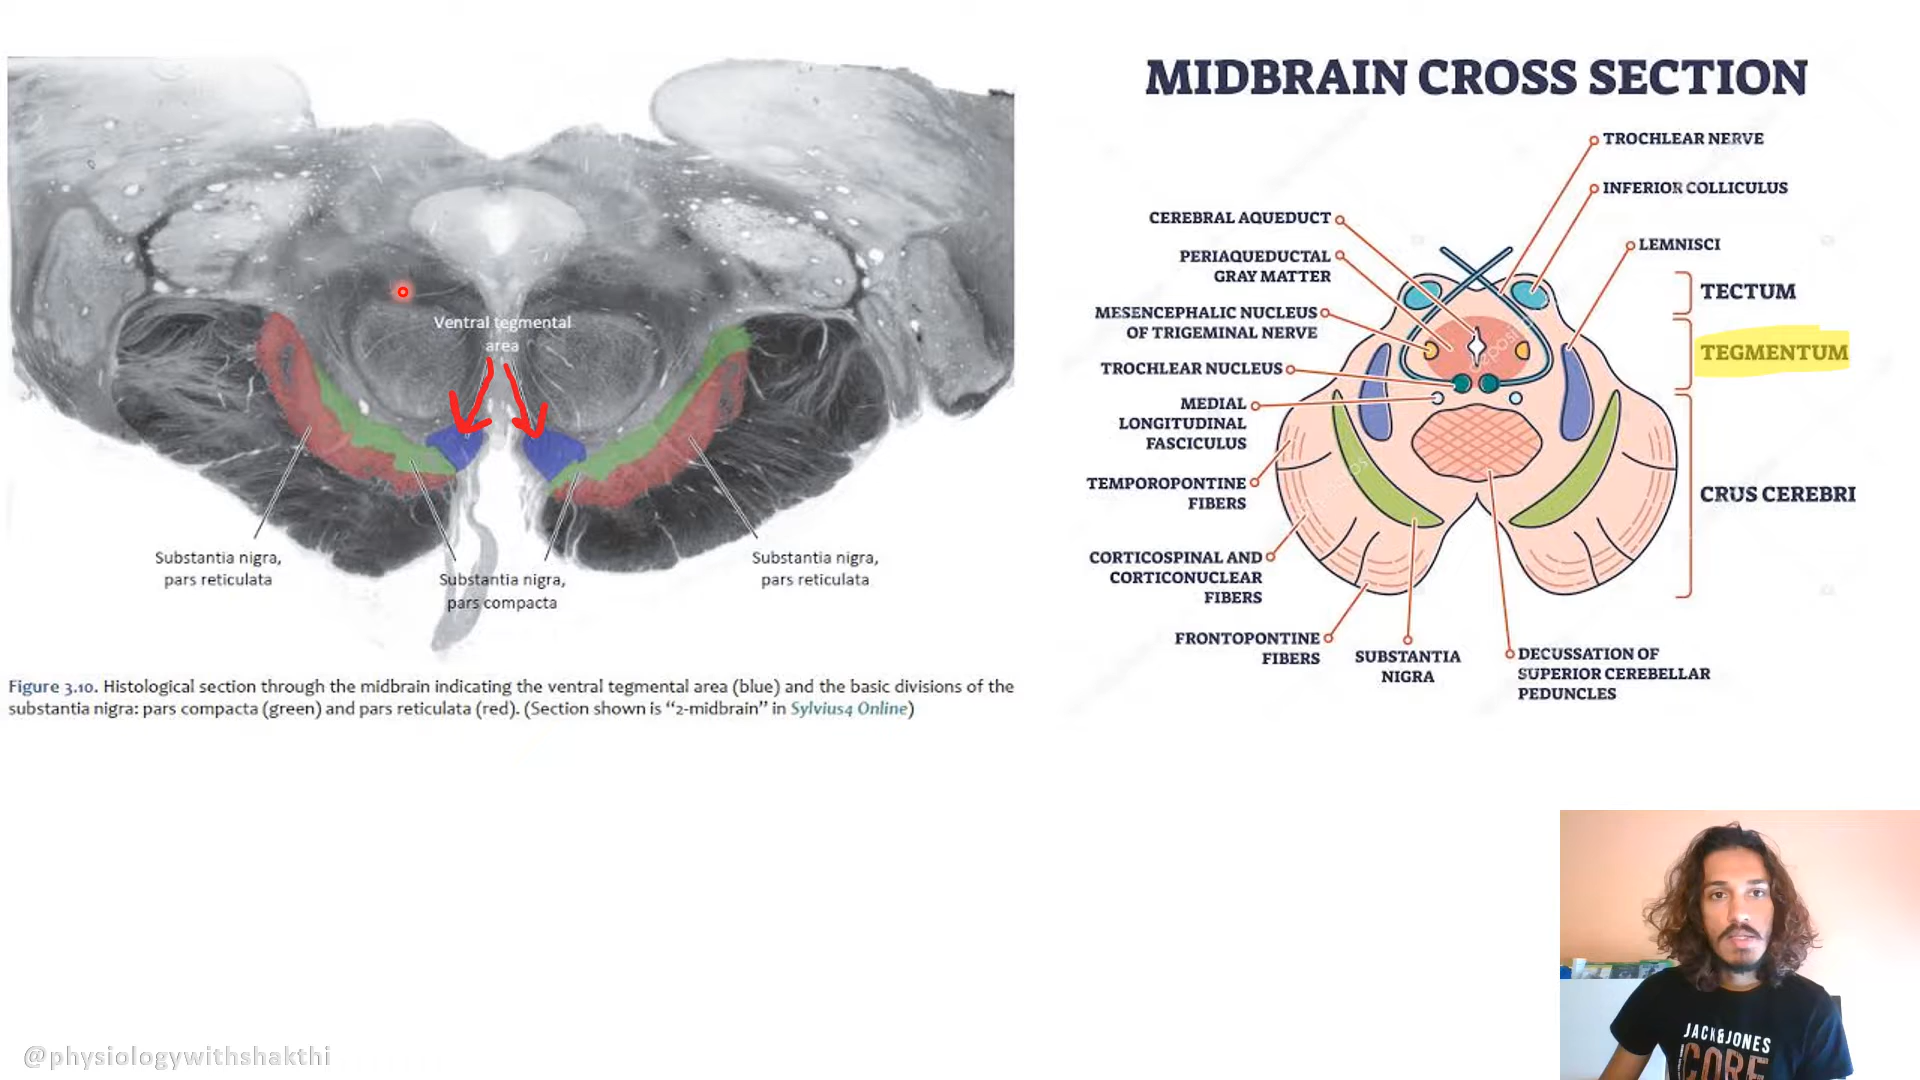 MIDBRAIN CROSS SECTION
TROCHLEAR NERVE
INFERIOR COLLICULUS
CEREBRAL AQUEDUCT
LEMNISCI
PERIAQUEDUCTAL
GRAY MATTER
TECTUM
MESENCEPHALIC NUCLEUS
OF TRIGEMINAL NERVE
TEGMENTUM
TROCHLEAR NUCLEUS
MEDIAL
LONGITUDINAL
FASCICULUS
TEMPOROPONTINE
FIBERS
CRUS CEREBRI
CORTICOSPINAL AND
CORTICONUCLEAR
FIBERS
FRONTOPONTINE
FIBERS
SUBSTANTIA
NIGRA
DECUSSATION OF
SUPERIOR CEREBELLAR
PEDUNCLES
Ventral tegmental
area
Substantia nigra,
pars reticulata
Substantia nigra,
pars compacta
Substantia nigra,
pars reticulata
Figure 3.10. Histological section through the midbrain indicating the ventral tegmental area (blue) and the basic divisions of the
substantia nigra: pars compacta (green) and pars reticulata (red). (Section shown is “2-midbrain” in Sylvius4 Online)
@physiologywithshakthi
JACK&JONES
CORE